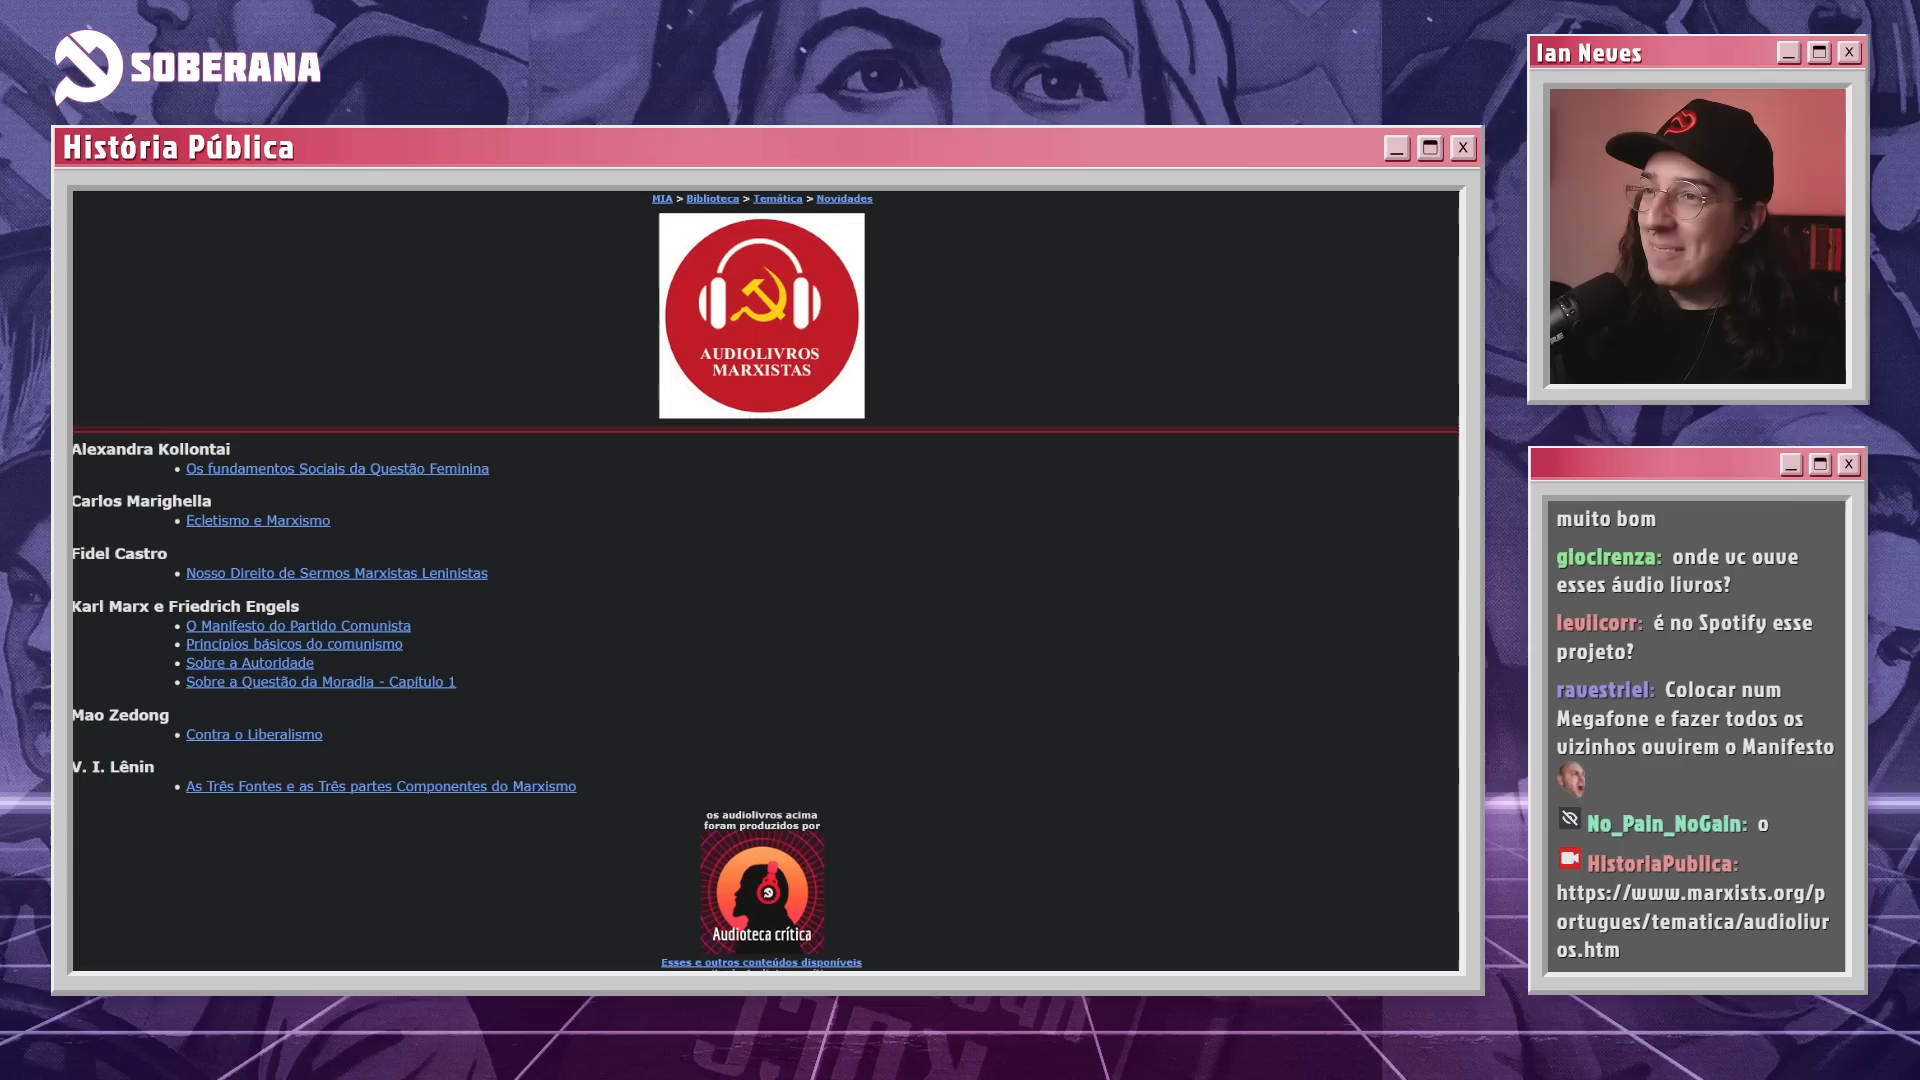 SOBERANA
História Pública
MIA > Biblioteca > Temática > Novidades
AUDIOLIVROS
MARXISTAS
Alexandra Kollontai
• Os fundamentos Sociais da Questão Feminina
Carlos Marighella
• Ecletismo e Marxismo
Fidel Castro
• Nosso Direito de Sermos Marxistas Leninistas
Karl Marx e Friedrich Engels
• O Manifesto do Partido Comunista
• Princípios básicos do comunismo
• Sobre a Autoridade
• Sobre a Questão da Moradia - Capítulo 1
Mao Zedong
• Contra o Liberalismo
V. I. Lênin
• As Três Fontes e as Três partes Componentes do Marxismo
os audiolivros acima
foram produzidos por
Audioteca crítica
Esses e outros conteúdos disponíveis
Ian Neves
muito bom
giocirenza: onde vc ouve
esses áudio livros?
leviicorr: é no Spotify esse
projeto?
ravestriel: Colocar num
Megafone e fazer todos os
vizinhos ouvirem o Manifesto
No_Pain_NoGain: o
HistoriaPublica:
https://www.marxists.org/p
ortugues/tematica/audiolivr
os.htm